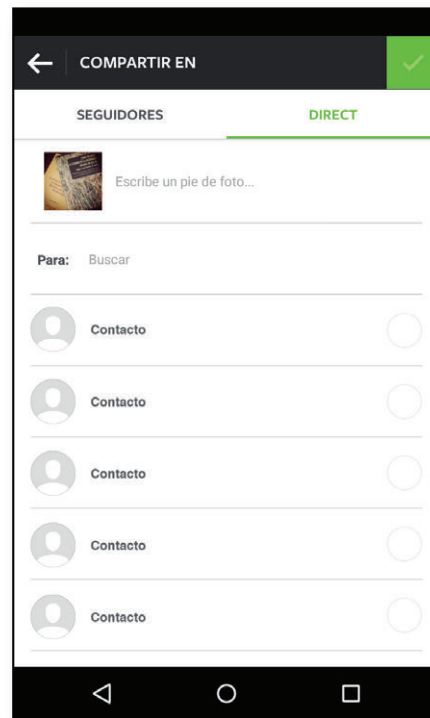 COMPARTIR EN
SEGUIDORES DIRECT
Escribe un pie de foto...
Para: Buscar
Contacto
Contacto
Contacto
Contacto
Contacto